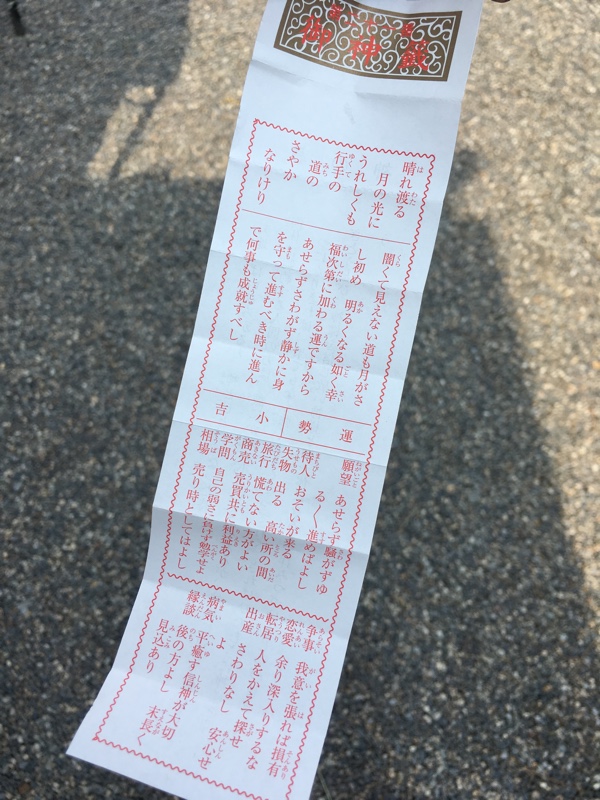 御神籤
晴れ渡る
月の光に
うれしくも
行手の
道の
さやか
なりけり
闇くて見えない道も月がさ
し初め 明るくなる如く幸
福次第に加わる運ですから
あせらずさわがず静かに身
を守って進むべき時に進ん
で何事も成就すべし
運勢
小吉
願望 あせらず騒がずゆ
るく進めばよし
待人 おそいが来る
失物 出る 高い所の間
旅行 慌てない方がよい
商売 売買共に利益あり
学問 自己の弱さに負けず勉学せよ
相場 売り時としてはよし
争事 我意を張れば損有
恋愛 余り深入りするな
人をかえて探せ
転居 さわりなし
出産 安心せ
よ
病気 平癒す信神が大切
縁談 後の方よし 末長く
見込あり